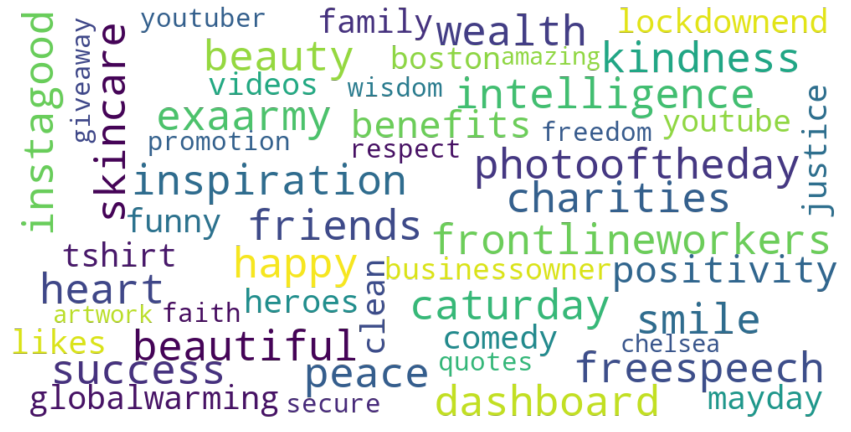 youtuber
family
wealth
lockdownend
instagood
giveaway
skincare
beauty
boston
amazing
kindness
videos
wisdom
intelligence
justice
exaarmy
benefits
freedom
youtube
promotion
respect
photooftheday
inspiration
charities
funny
friends
frontlineworkers
tshirt
happy
clean
businessowner
positivity
heart
artwork
faith
heroes
caturday
smile
likes
beautiful
comedy
chelsea
success
peace
quotes
freespeech
globalwarming
secure
dashboard
mayday